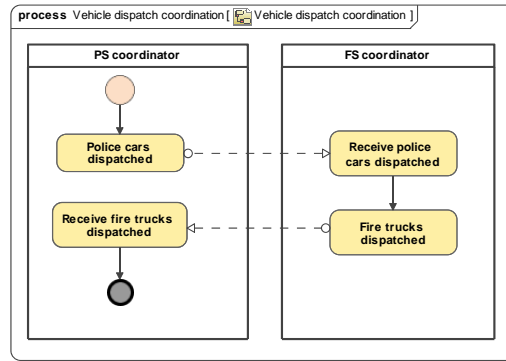 process Vehicle dispatch coordination [ Vehicle dispatch coordination ]
PS coordinator
FS coordinator
Police cars
dispatched
Receive police
cars dispatched
Receive fire trucks
dispatched
Fire trucks
dispatched